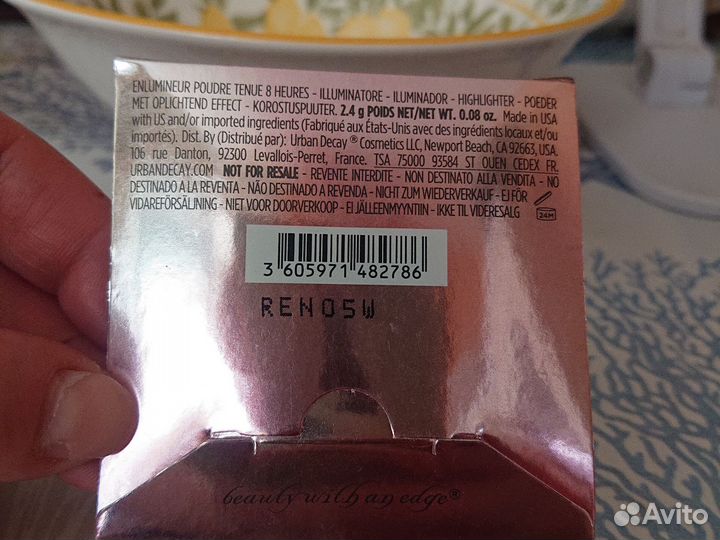 ENLUMINEUR POUDRE TENUE 8 HEURES - ILLUMINATORE - ILUMINADOR - HIGHLIGHTER - POEDER
MET OPLICHTEND EFFECT - KOROSTUSPUUTER. 2.4 g POIDS NET/NET WT. 0.08 oz. Made in USA
with US and/or imported ingredients (Fabriqué aux États-Unis avec des ingrédients locaux et/ou
importés). Dist. By (Distribué par): Urban Decay® Cosmetics LLC, Newport Beach, CA 92663, USA.
106 rue Danton, 92300 Levallois-Perret, France. TSA 75000 93584 ST OUEN CEDEX FR.
URBANDECAY.COM NOT FOR RESALE - REVENTE INTERDITE - NON DESTINATO ALLA VENDITA - NO
DESTINADO A LA REVENTA - NÃO DESTINADO A REVENDA - NICHT ZUM WIEDERVERKAUF - EJ FÖR
VIDAREFÖRSÄLJNING - NIET VOOR DOORVERKOOP - EI JÄLLEENMYYNTIIN - IKKE TIL VIDERESALG
24M
3 605971 482786
REN05W
beauty with an edge®
Avito